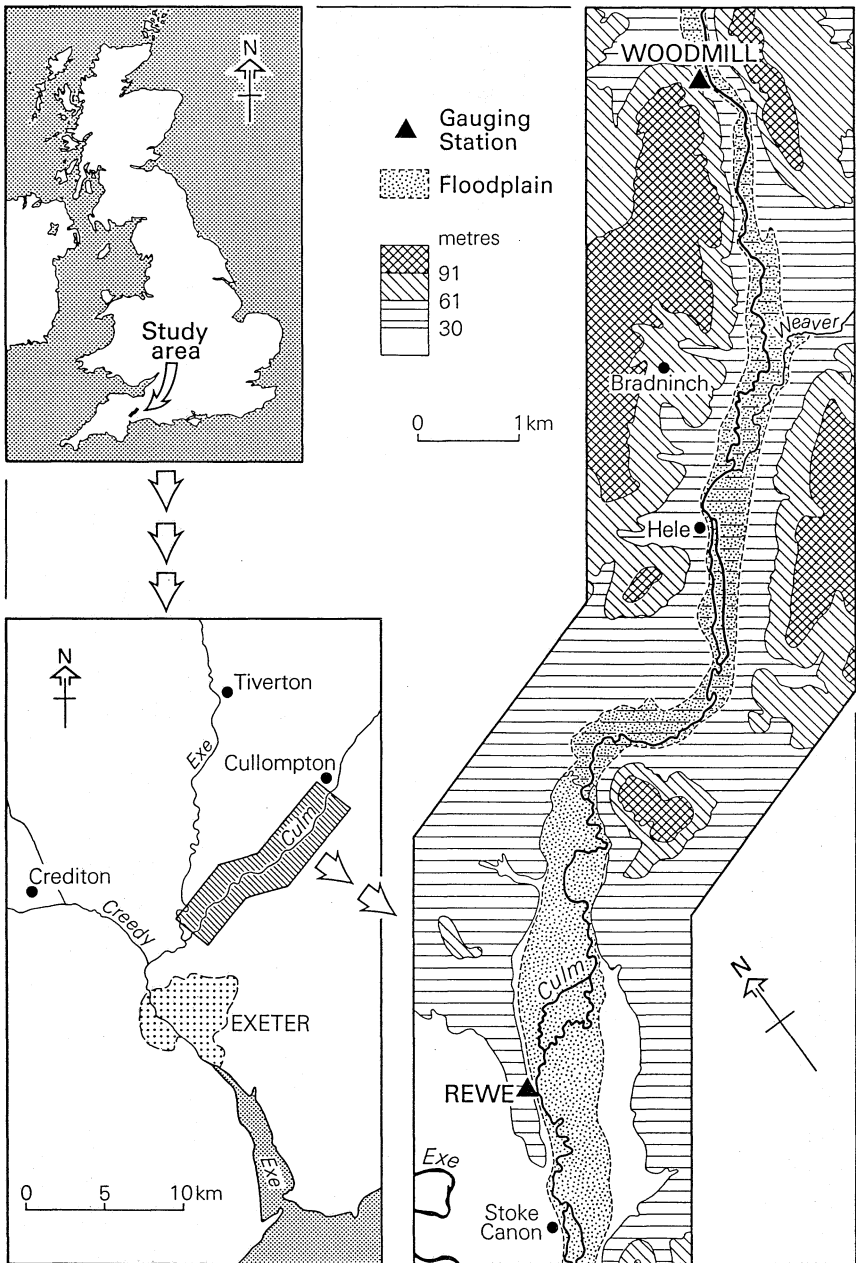 N
Study
area
Gauging
Station
Floodplain
metres
91
61
30
0 1 km
WOODMILL
Weaver
Bradninch
Hele
Culm
REWE
Exe
Stoke
Canon
N
N
Tiverton
Exe
Cullompton
Culm
Crediton
Creedy
EXETER
Exe
0 5 10 km